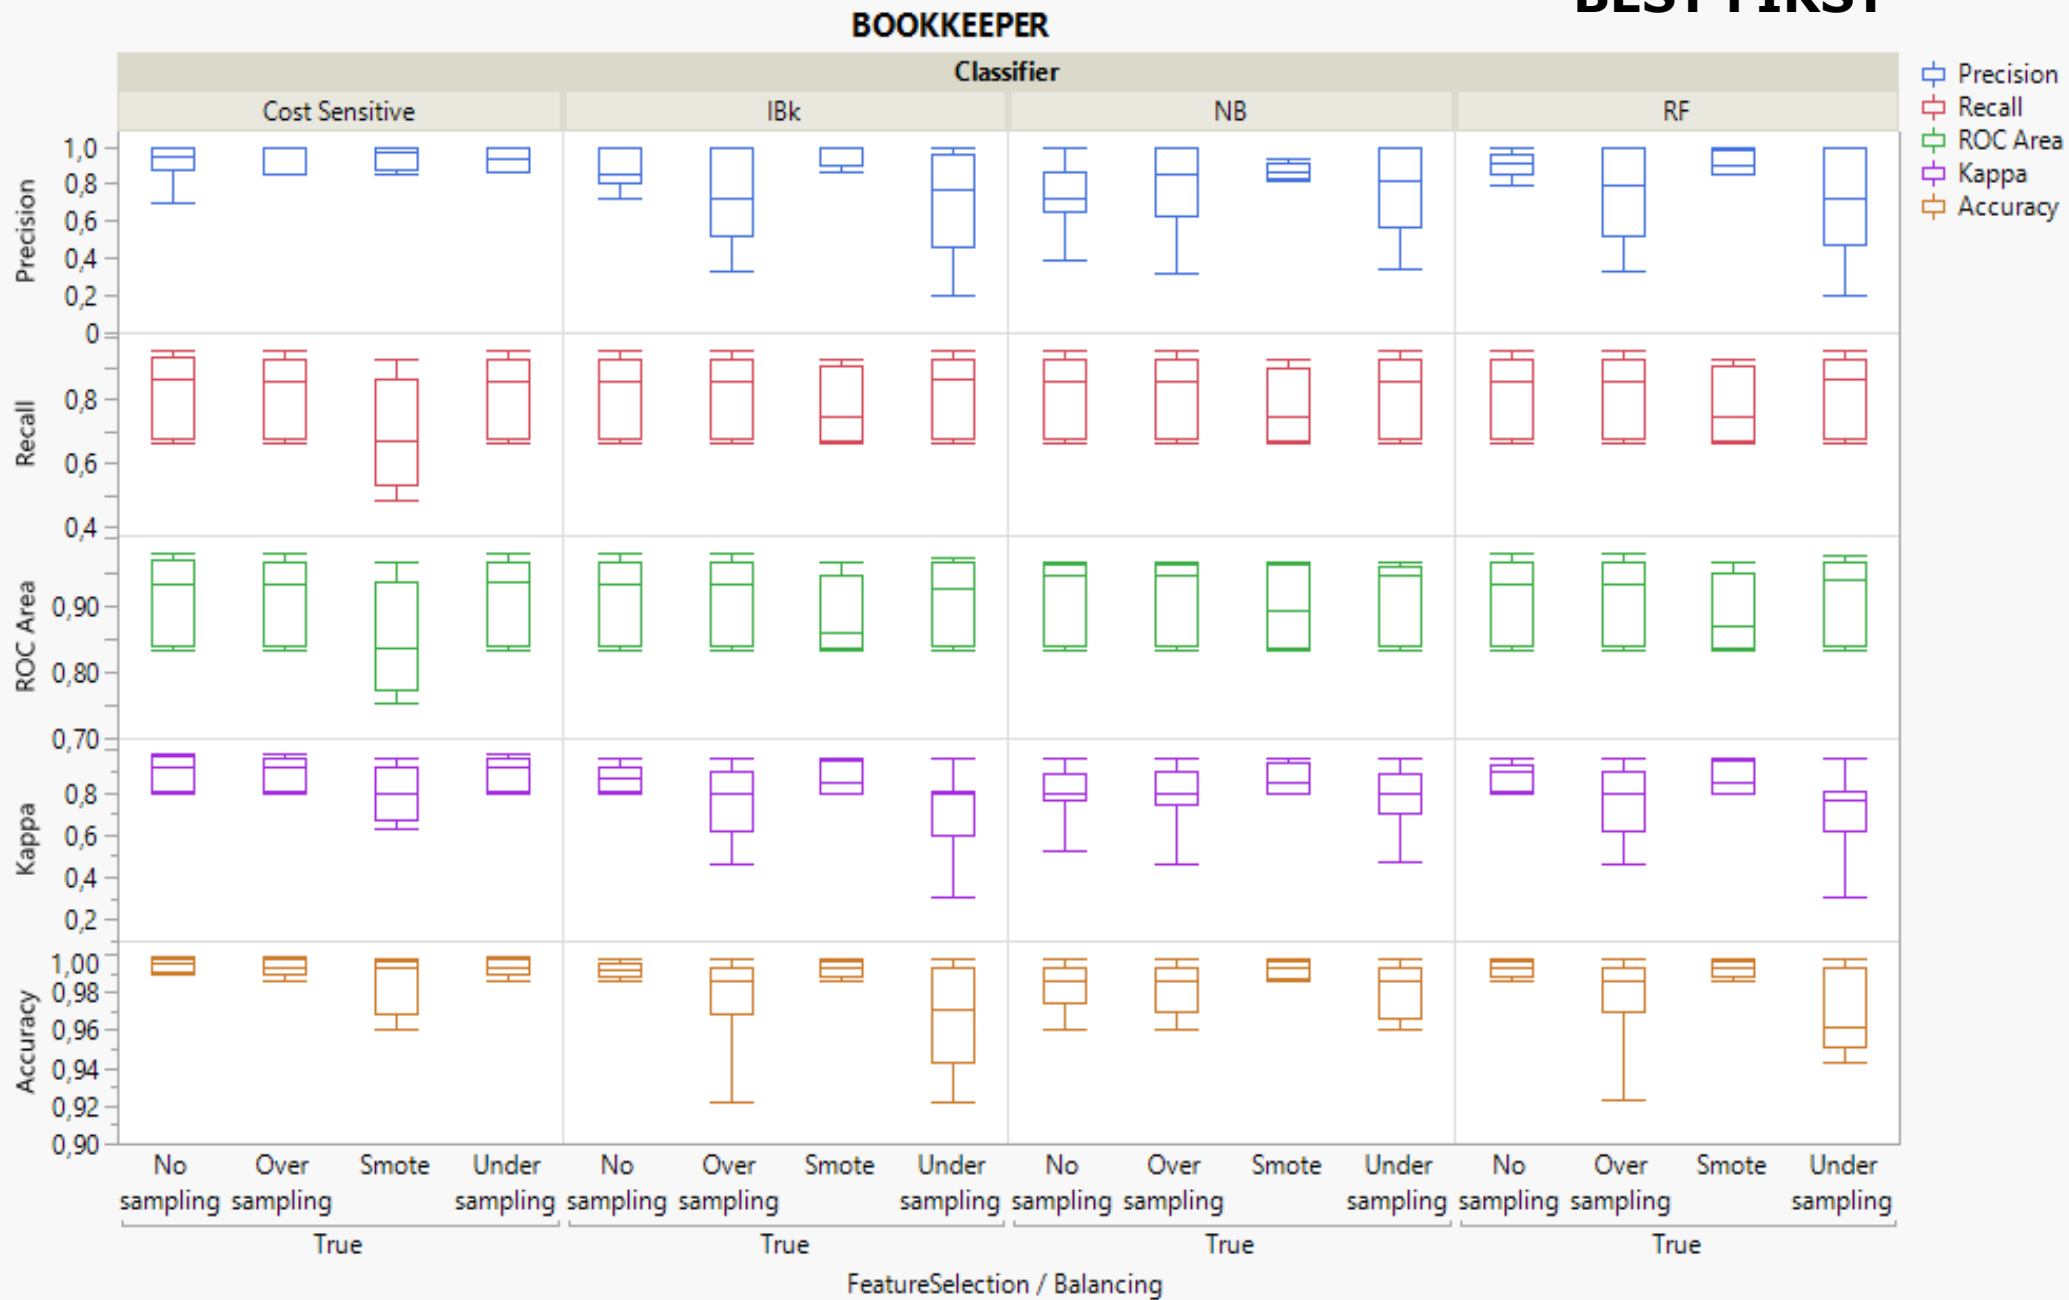 BEST FIRST
BOOKKEEPER
Classifier
Cost Sensitive IBk NB RF
Precision
Recall
ROC Area
Kappa
Accuracy
Precision
1,0
0,8
0,6
0,4
0,2
0
Recall
0,8
0,6
0,4
ROC Area
0,90
0,80
0,70
Kappa
0,8
0,6
0,4
0,2
Accuracy
1,00
0,98
0,96
0,94
0,92
0,90
No Over Smote Under No Over Smote Under No Over Smote Under No Over Smote Under
sampling sampling sampling sampling sampling sampling sampling sampling sampling sampling sampling sampling
True True True True
FeatureSelection / Balancing